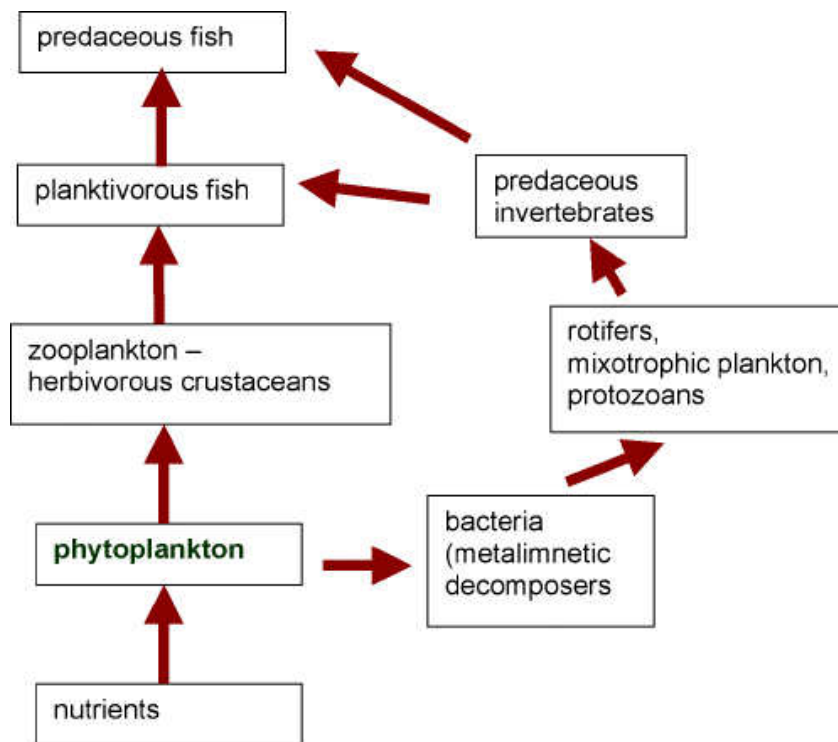 predaceous fish
planktivorous fish
predaceous
invertebrates
zooplankton –
herbivorous crustaceans
rotifers,
mixotrophic plankton,
protozoans
phytoplankton
bacteria
(metalimnetic
decomposers
nutrients